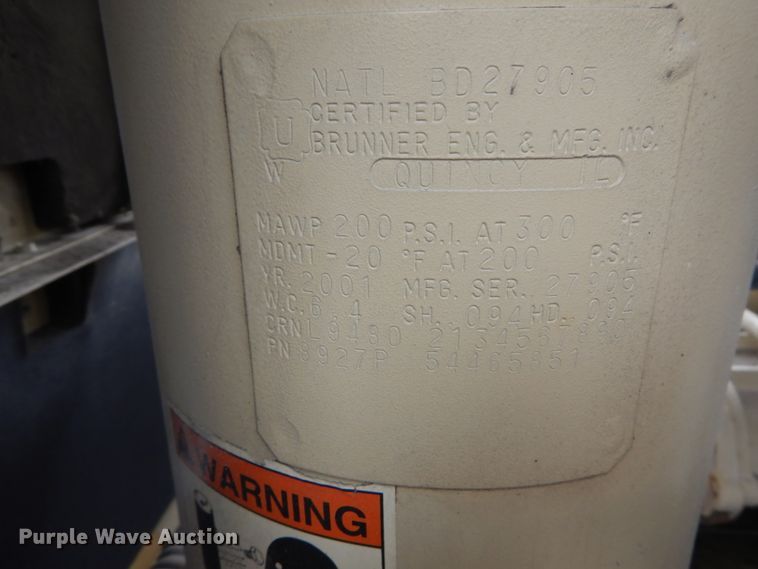 NATL BD27905
U
CERTIFIED BY
BRUNNER ENG. & MFG. INC.
W
QUINCY IL
MAWP 200 P.S.I. AT 300 °F
MDMT -20 °F AT 200 P.S.I.
YR. 2001 MFG. SER. 27905
W.C. 6.4 SH. .094 HD. .094
CRN
PN 8927P 54465851
WARNING
Purple Wave Auction